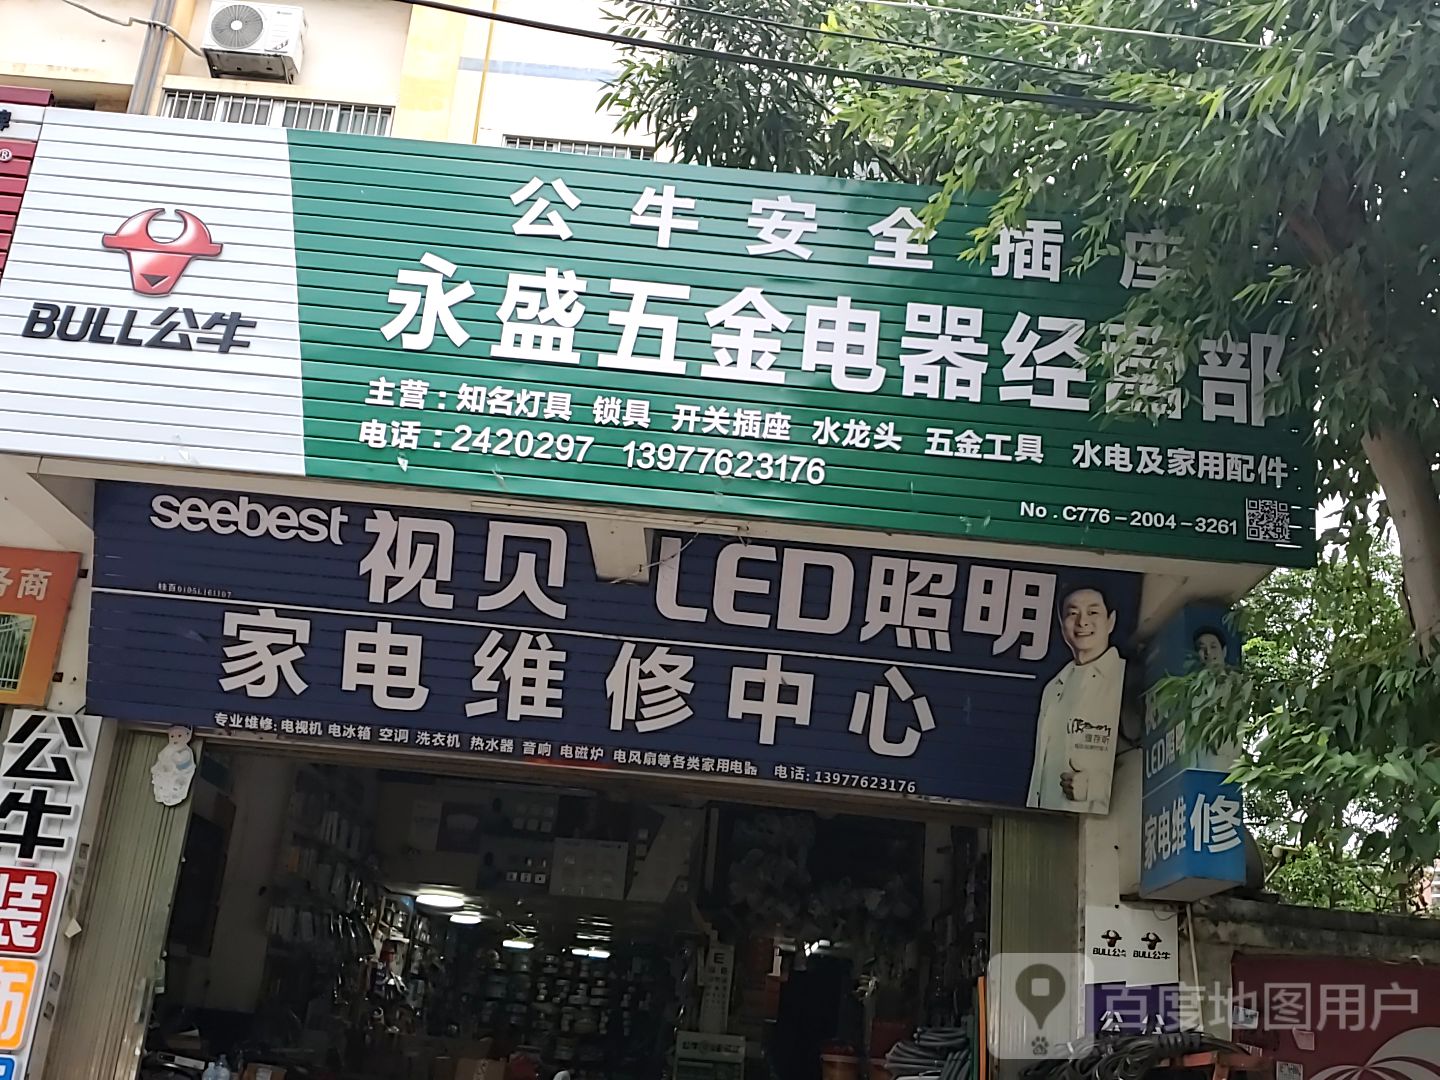 公牛安全插座
BULL公牛
永盛五金电器经营部
主营：知名灯具 锁具 开关插座 水龙头 五金工具 水电及家用配件
电话：2420297 13977623176
No.C776-2004-3261
seebest 视贝 LED照明
家电维修中心
专业维修：电视机 电冰箱 空调 洗衣机 热水器 音响 电磁炉 电风扇等各类家用电器 电话：13977623176
务商
公牛
装
LED照
家电维修
BULL公牛
BULL公牛
百度地图用户